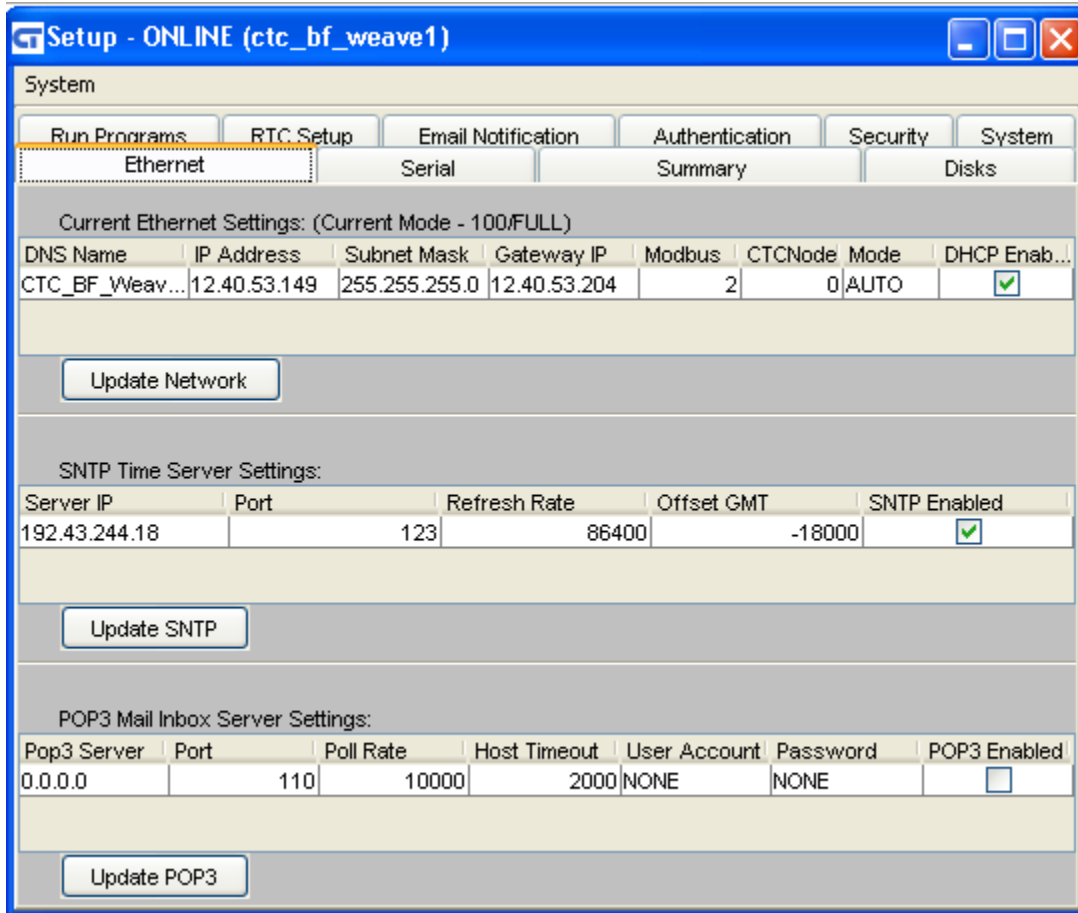 Setup - ONLINE (ctc_bf_weave1)
System
Run Programs RTC Setup Email Notification Authentication Security System
Ethernet Serial Summary Disks
Current Ethernet Settings: (Current Mode - 100/FULL)
DNS Name IP Address Subnet Mask Gateway IP Modbus CTCNode Mode DHCP Enab...
CTC_BF_Weav... 12.40.53.149 255.255.255.0 12.40.53.204 2 0 AUTO
Update Network
SNTP Time Server Settings:
Server IP Port Refresh Rate Offset GMT SNTP Enabled
192.43.244.18 123 86400 -18000
Update SNTP
POP3 Mail Inbox Server Settings:
Pop3 Server Port Poll Rate Host Timeout User Account Password POP3 Enabled
0.0.0.0 110 10000 2000 NONE NONE
Update POP3